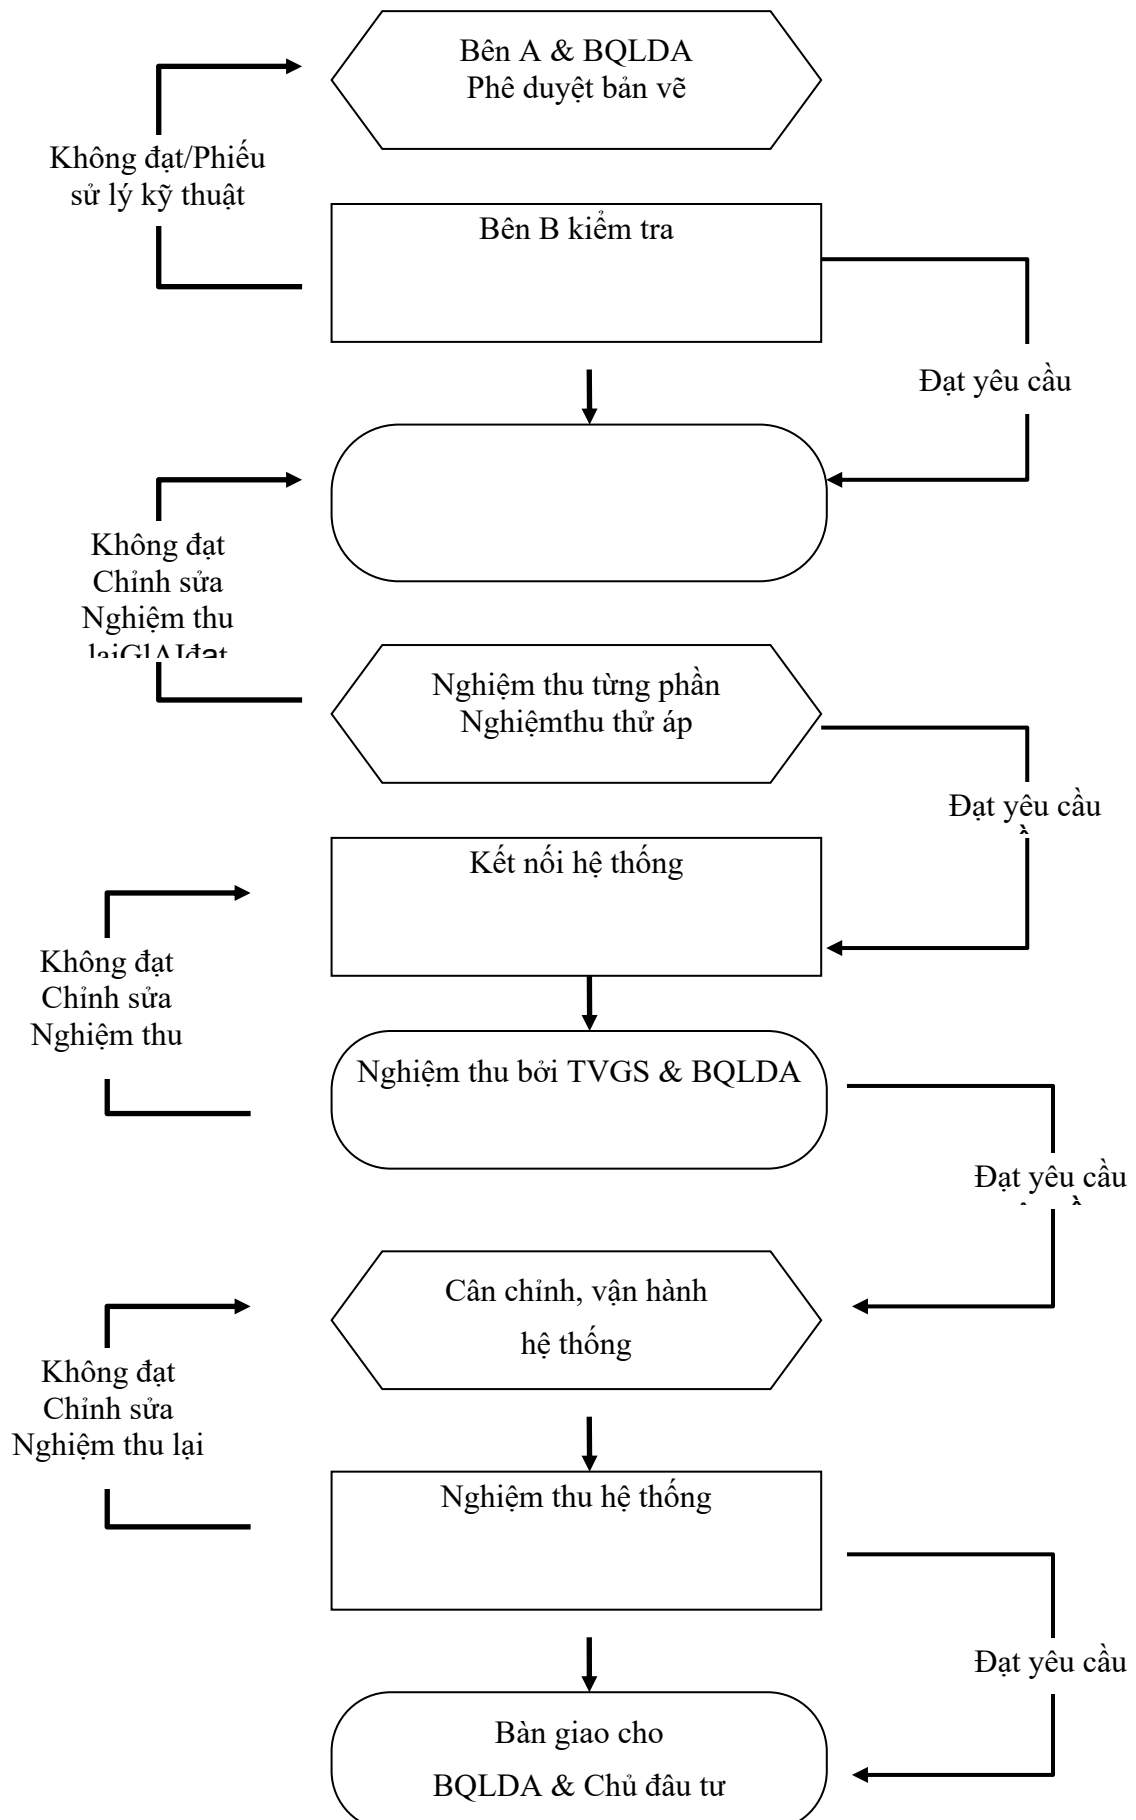 Bên A & BQLDA
Phê duyệt bản vẽ
Không đạt/Phiếu
sử lý kỹ thuật
Bên B kiểm tra
Đạt yêu cầu
Không đạt
Chỉnh sửa
Nghiệm thu
Nghiệm thu từng phần
Nghiệmthu thử áp
Đạt yêu cầu
Kết nối hệ thống
Không đạt
Chỉnh sửa
Nghiệm thu
Nghiệm thu bởi TVGS & BQLDA
Đạt yêu cầu
Cân chỉnh, vận hành
hệ thống
Không đạt
Chỉnh sửa
Nghiệm thu lại
Nghiệm thu hệ thống
Đạt yêu cầu
Bàn giao cho
BQLDA & Chủ đâu tư